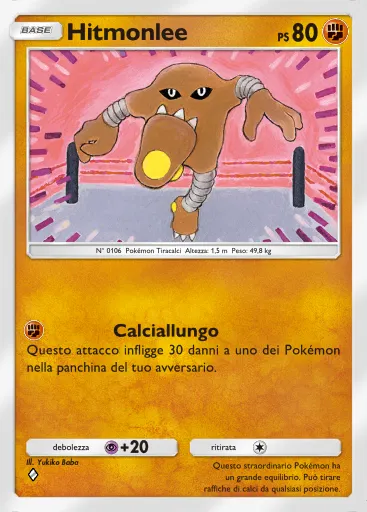 BASE Hitmonlee PS 80
N° 0106 Pokémon Tiracalci Altezza: 1,5 m Peso: 49,8 kg
Calciallungo
Questo attacco infligge 30 danni a uno dei Pokémon
nella panchina del tuo avversario.
debolezza +20 ritirata
Ill. Yukiko Baba
Questo straordinario Pokémon ha
un grande equilibrio. Può tirare
raffiche di calci da qualsiasi posizione.